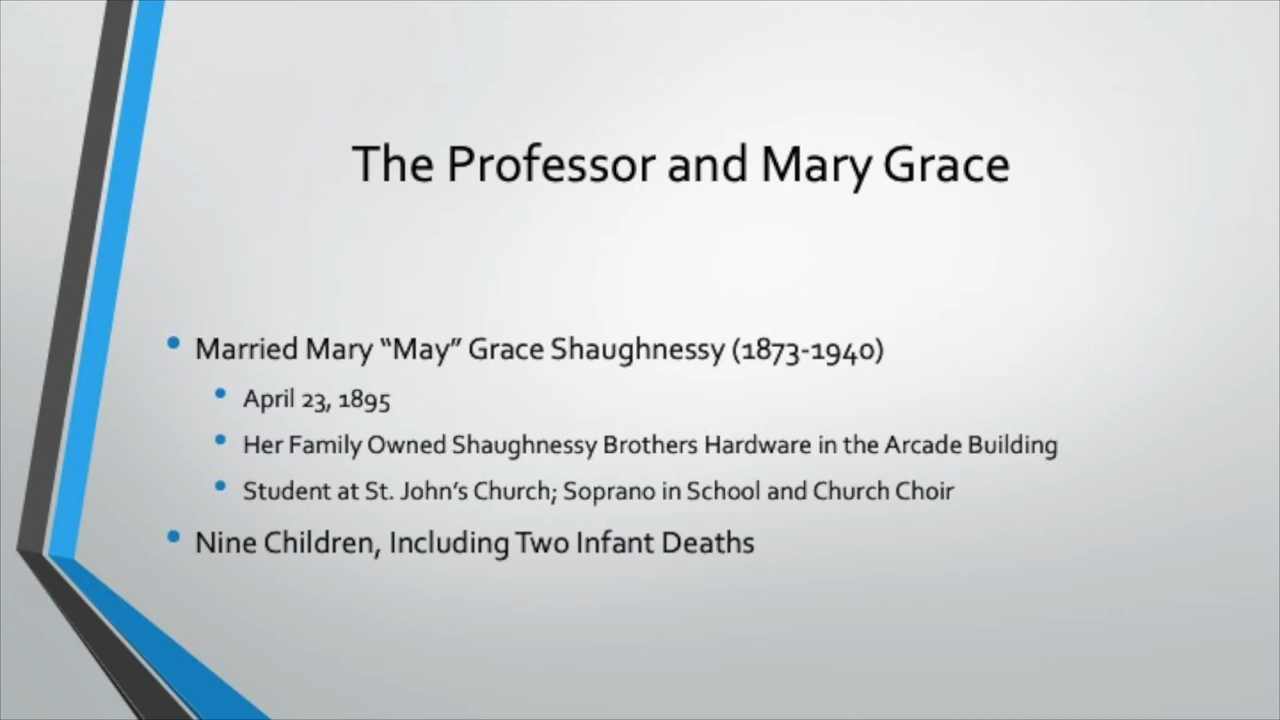 The Professor and Mary Grace
• Married Mary “May” Grace Shaughnessy (1873-1940)
• April 23, 1895
• Her Family Owned Shaughnessy Brothers Hardware in the Arcade Building
• Student at St. John’s Church; Soprano in School and Church Choir
• Nine Children, Including Two Infant Deaths